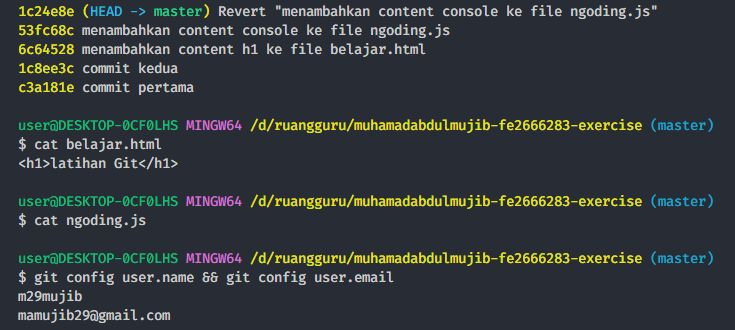 1c24e8e (HEAD -> master) Revert "menambahkan content console ke file ngoding.js"
53fc68c menambahkan content console ke file ngoding.js
6c64528 menambahkan content h1 ke file belajar.html
1c8ee3c commit kedua
c3a181e commit pertama
user@DESKTOP-0CF0LHS MINGW64 /d/ruangguru/muhamadabdulmujib-fe2666283-exercise (master)
$ cat belajar.html
<h1>latihan Git</h1>
user@DESKTOP-0CF0LHS MINGW64 /d/ruangguru/muhamadabdulmujib-fe2666283-exercise (master)
$ cat ngoding.js
user@DESKTOP-0CF0LHS MINGW64 /d/ruangguru/muhamadabdulmujib-fe2666283-exercise (master)
$ git config user.name && git config user.email
m29mujib
mamujib29@gmail.com